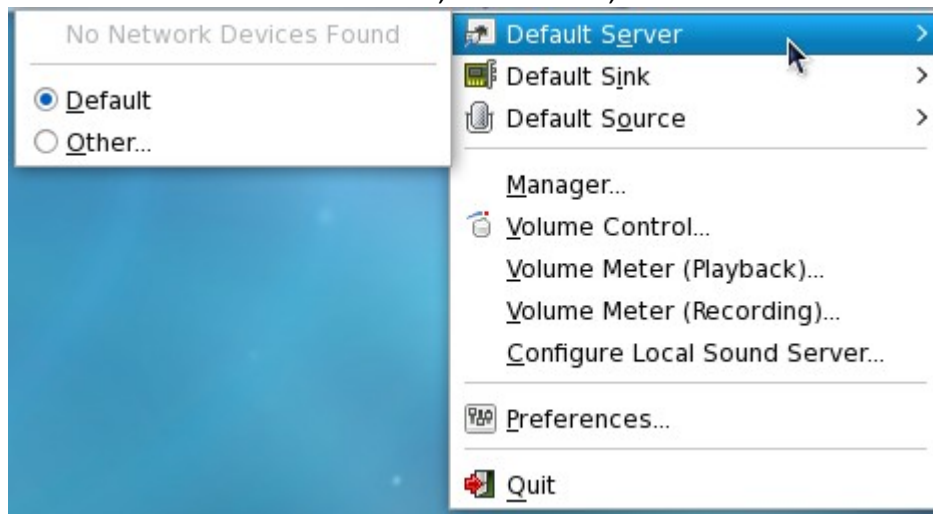 No Network Devices Found
Default
Other...
Default Server
Default Sink
Default Source
Manager...
Volume Control...
Volume Meter (Playback)...
Volume Meter (Recording)...
Configure Local Sound Server...
Preferences...
Quit